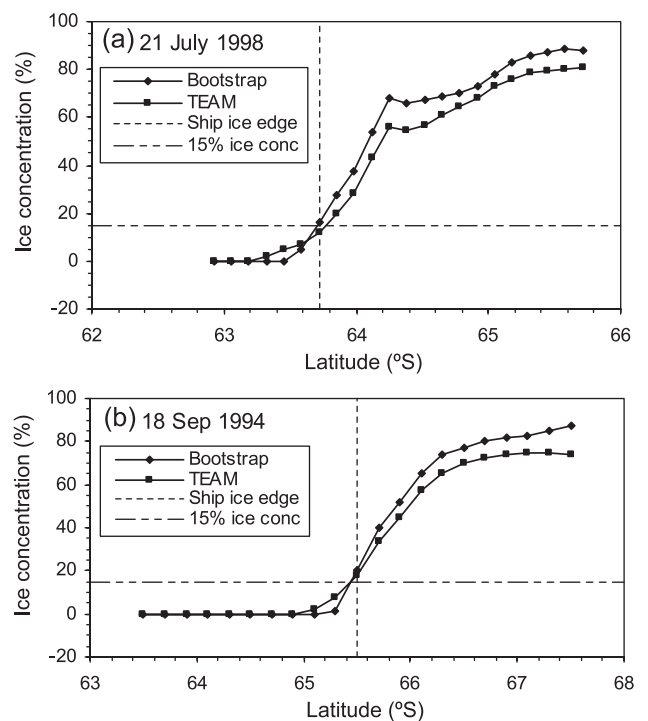 (a) 21 July 1998
Bootstrap
TEAM
Ship ice edge
15% ice conc
Ice concentration (%)
100
80
60
40
20
0
-20
62 63 64 65 66
Latitude (ºS)
(b) 18 Sep 1994
Bootstrap
TEAM
Ship ice edge
15% ice conc
Ice concentration (%)
100
80
60
40
20
0
-20
63 64 65 66 67 68
Latitude (ºS)